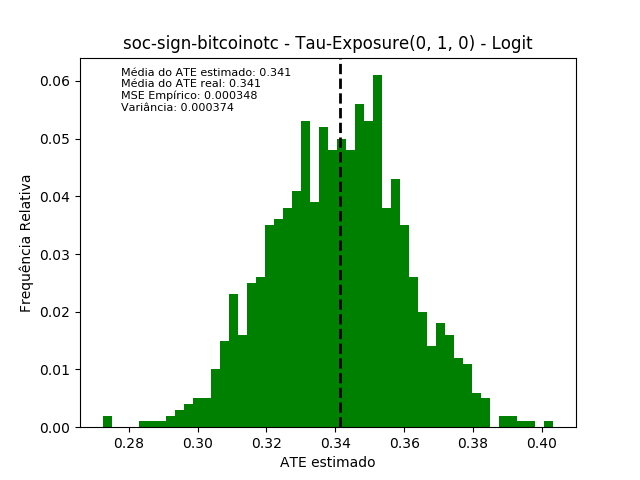 soc-sign-bitcoinotc - Tau-Exposure(0, 1, 0) - Logit
Média do ATE estimado: 0.341
Média do ATE real: 0.341
MSE Empírico: 0.000348
Variância: 0.000374
Frequência Relativa
0.06
0.05
0.04
0.03
0.02
0.01
0.00
0.28
0.30
0.32
0.34
0.36
0.38
0.40
ATE estimado